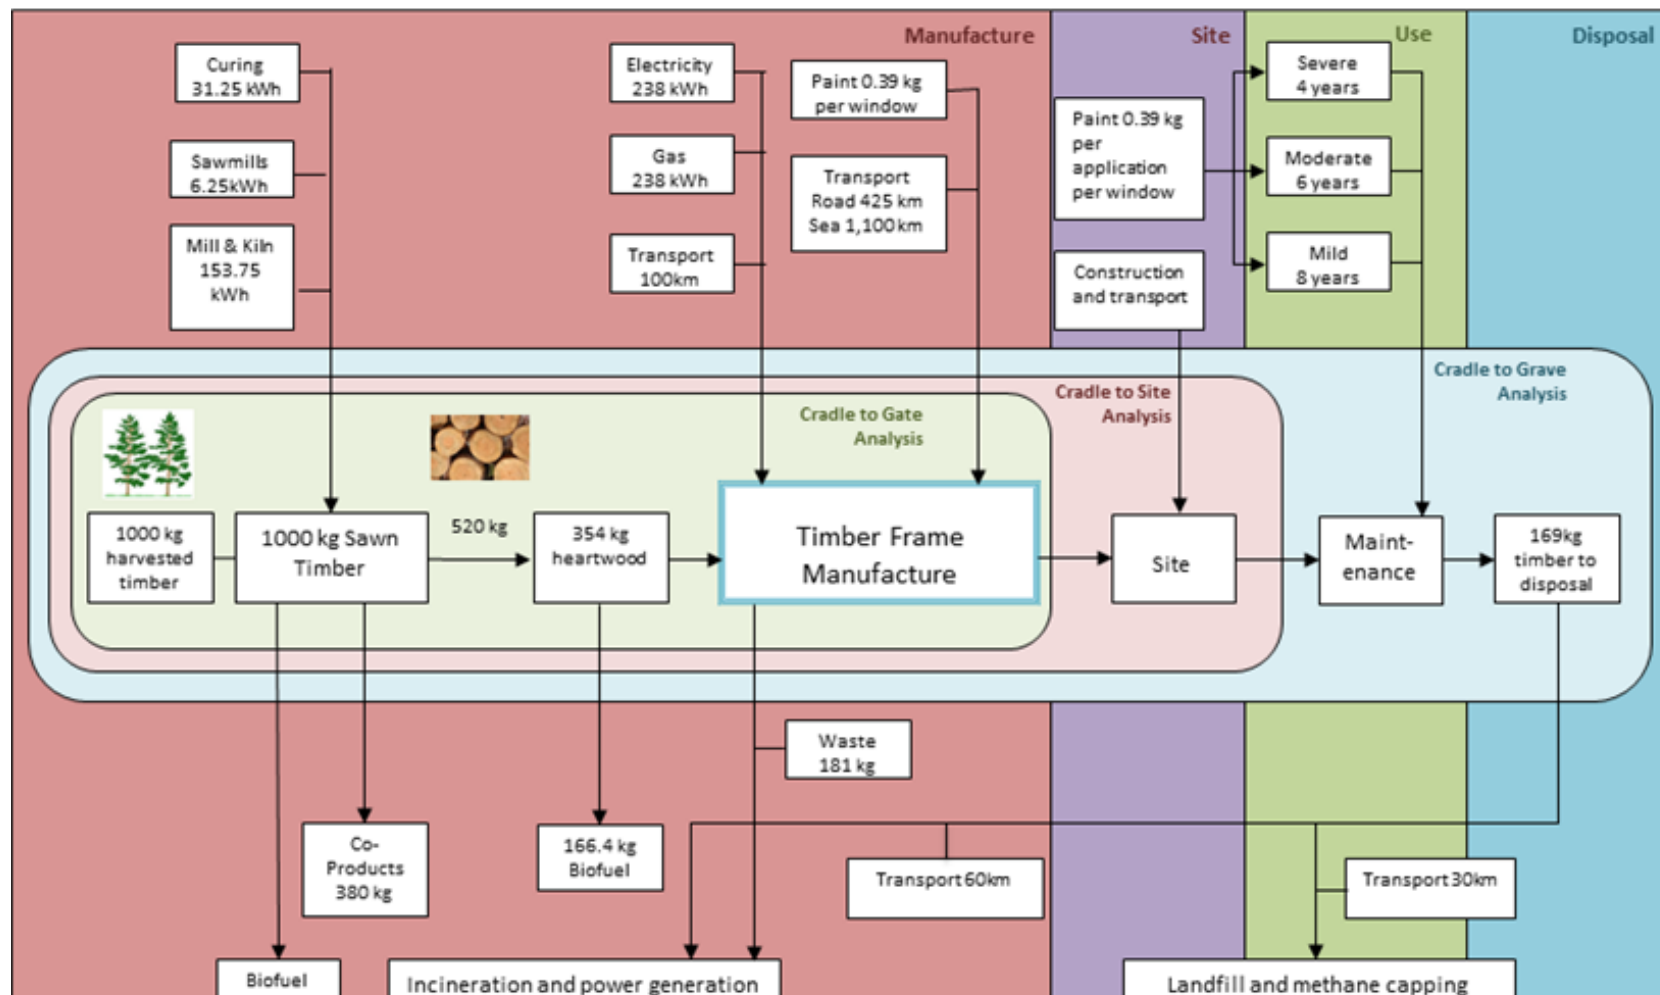 Manufacture
Site
Use
Disposal
Curing
31.25 kWh
Sawmills
6.25kWh
Mill & Kiln
153.75
kWh
Electricity
238 kWh
Gas
238 kWh
Transport
100km
Paint 0.39 kg
per window
Transport
Road 425 km
Sea 1,100km
Paint 0.39 kg
per
application
per window
Construction
and transport
Severe
4 years
Moderate
6 years
Mild
8 years
Cradle to Grave
Analysis
Cradle to Site
Analysis
Cradle to Gate
Analysis
1000 kg
harvested
timber
1000 kg Sawn
Timber
520 kg
354 kg
heartwood
Timber Frame
Manufacture
Site
Maint-
enance
169kg
timber to
disposal
Waste
181 kg
Co-
Products
380 kg
166.4 kg
Biofuel
Transport 60km
Transport 30km
Biofuel
Incineration and power generation
Landfill and methane capping